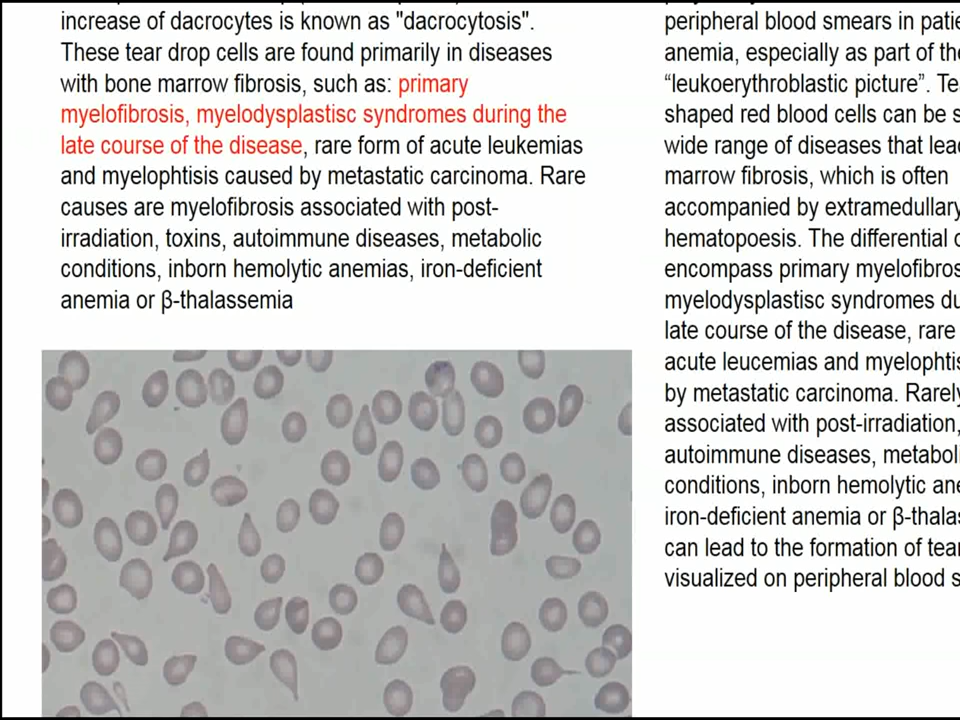 increase of dacrocytes is known as "dacrocytosis".
These tear drop cells are found primarily in diseases
with bone marrow fibrosis, such as: primary
myelofibrosis, myelodysplastisc syndromes during the
late course of the disease, rare form of acute leukemias
and myelophtisis caused by metastatic carcinoma. Rare
causes are myelofibrosis associated with post-
irradiation, toxins, autoimmune diseases, metabolic
conditions, inborn hemolytic anemias, iron-deficient
anemia or β-thalassemia
peripheral blood smears in
anemia, especially as part of
“leukoerythroblastic picture”.
shaped red blood cells can be
wide range of diseases that
marrow fibrosis, which is often
accompanied by extramedullary
hematopoesis. The differential
encompass primary
myelodysplastisc syndromes
late course of the disease, rare
acute leucemias and
by metastatic carcinoma. Rarely
associated with post-irradiation,
autoimmune diseases,
conditions, inborn hemolytic
iron-deficient anemia or
can lead to the formation of
visualized on peripheral blood